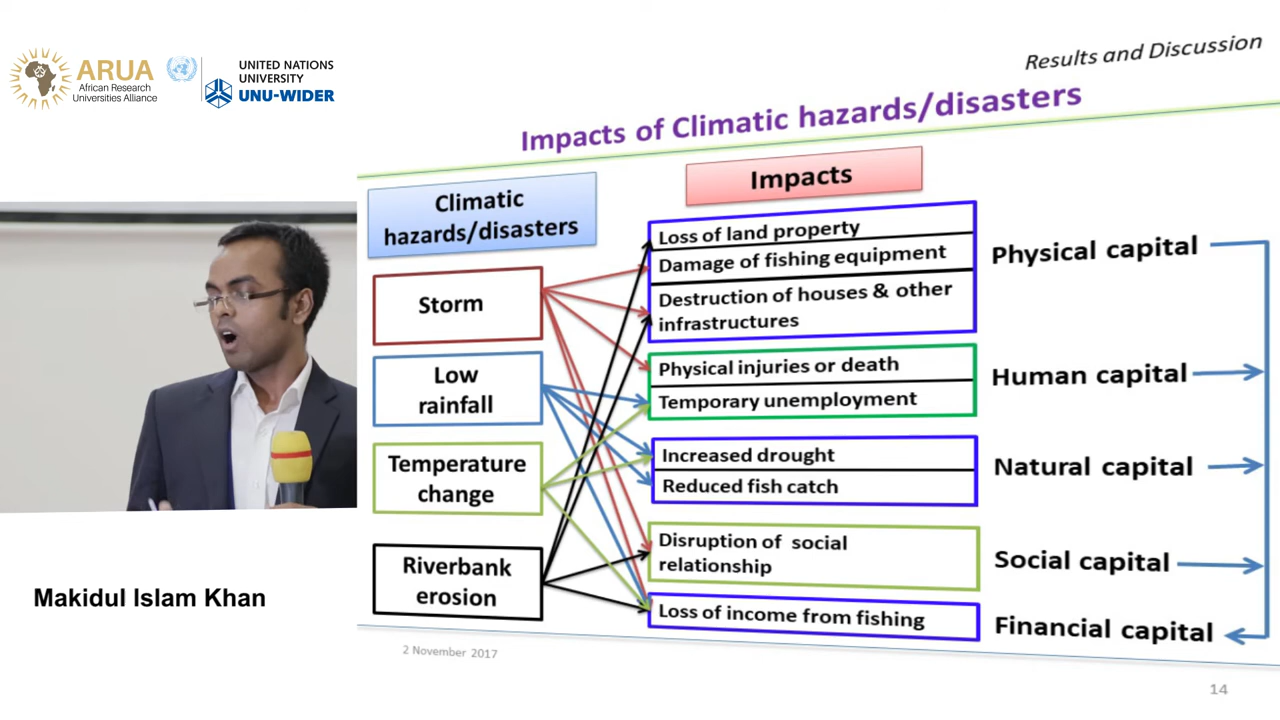 ARUA
African Research
Universities Alliance
UNITED NATIONS
UNIVERSITY
UNU-WIDER
Results and Discussion
Impacts of Climatic hazards/disasters
Climatic
hazards/disasters
Impacts
Storm
Low
rainfall
Temperature
change
Riverbank
erosion
Loss of land property
Damage of fishing equipment
Destruction of houses & other
infrastructures
Physical injuries or death
Temporary unemployment
Increased drought
Reduced fish catch
Disruption of social
relationship
Loss of income from fishing
Physical capital
Human capital
Natural capital
Social capital
Financial capital
Makidul Islam Khan
2 November 2017
14